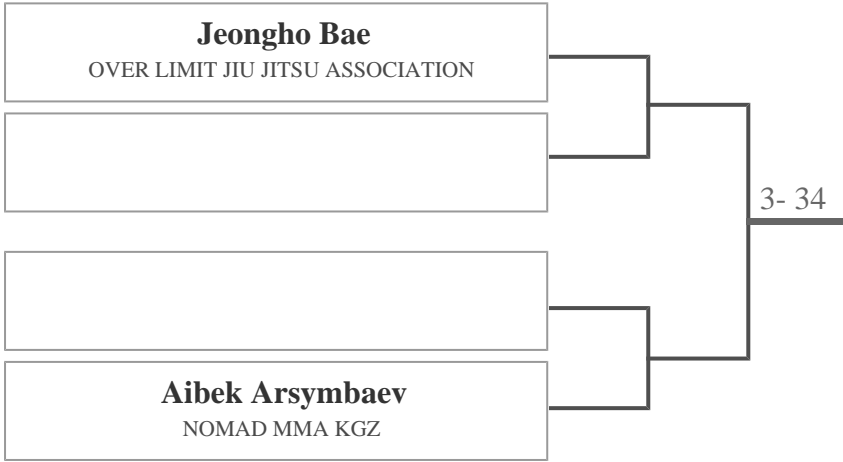 Jeongho Bae
OVER LIMIT JIU JITSU ASSOCIATION
3- 34
Aibek Arsymbaev
NOMAD MMA KGZ